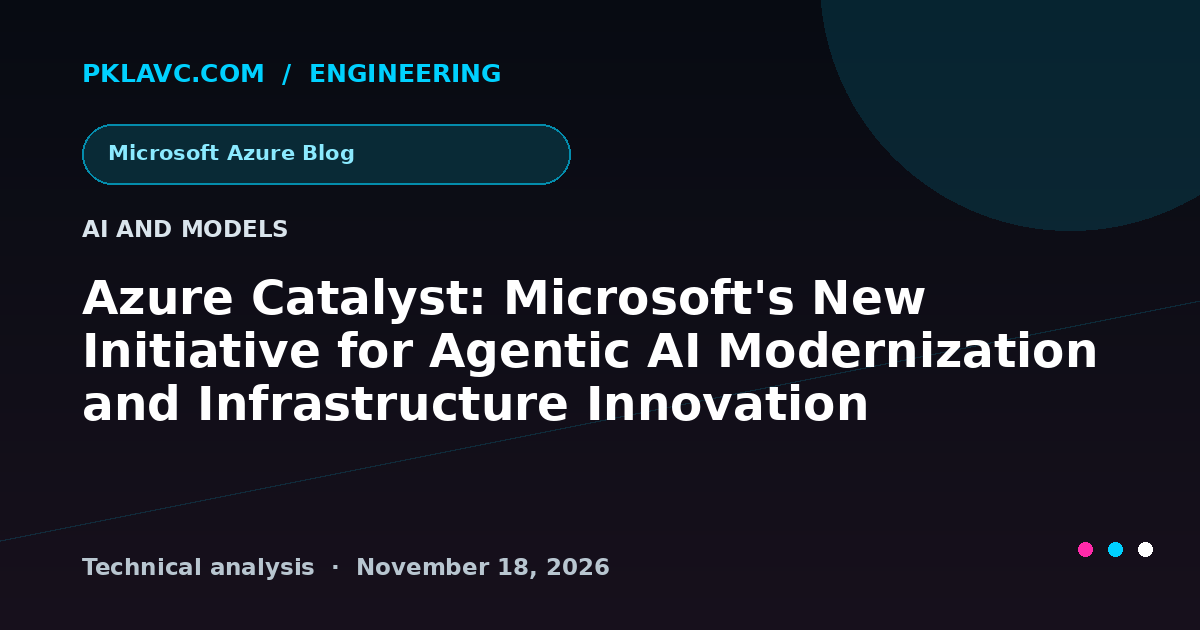 PKLAVC.COM / ENGINEERING
Microsoft Azure Blog
AI AND MODELS
Azure Catalyst: Microsoft's New
Initiative for Agentic AI Modernization
and Infrastructure Innovation
Technical analysis · November 18, 2026